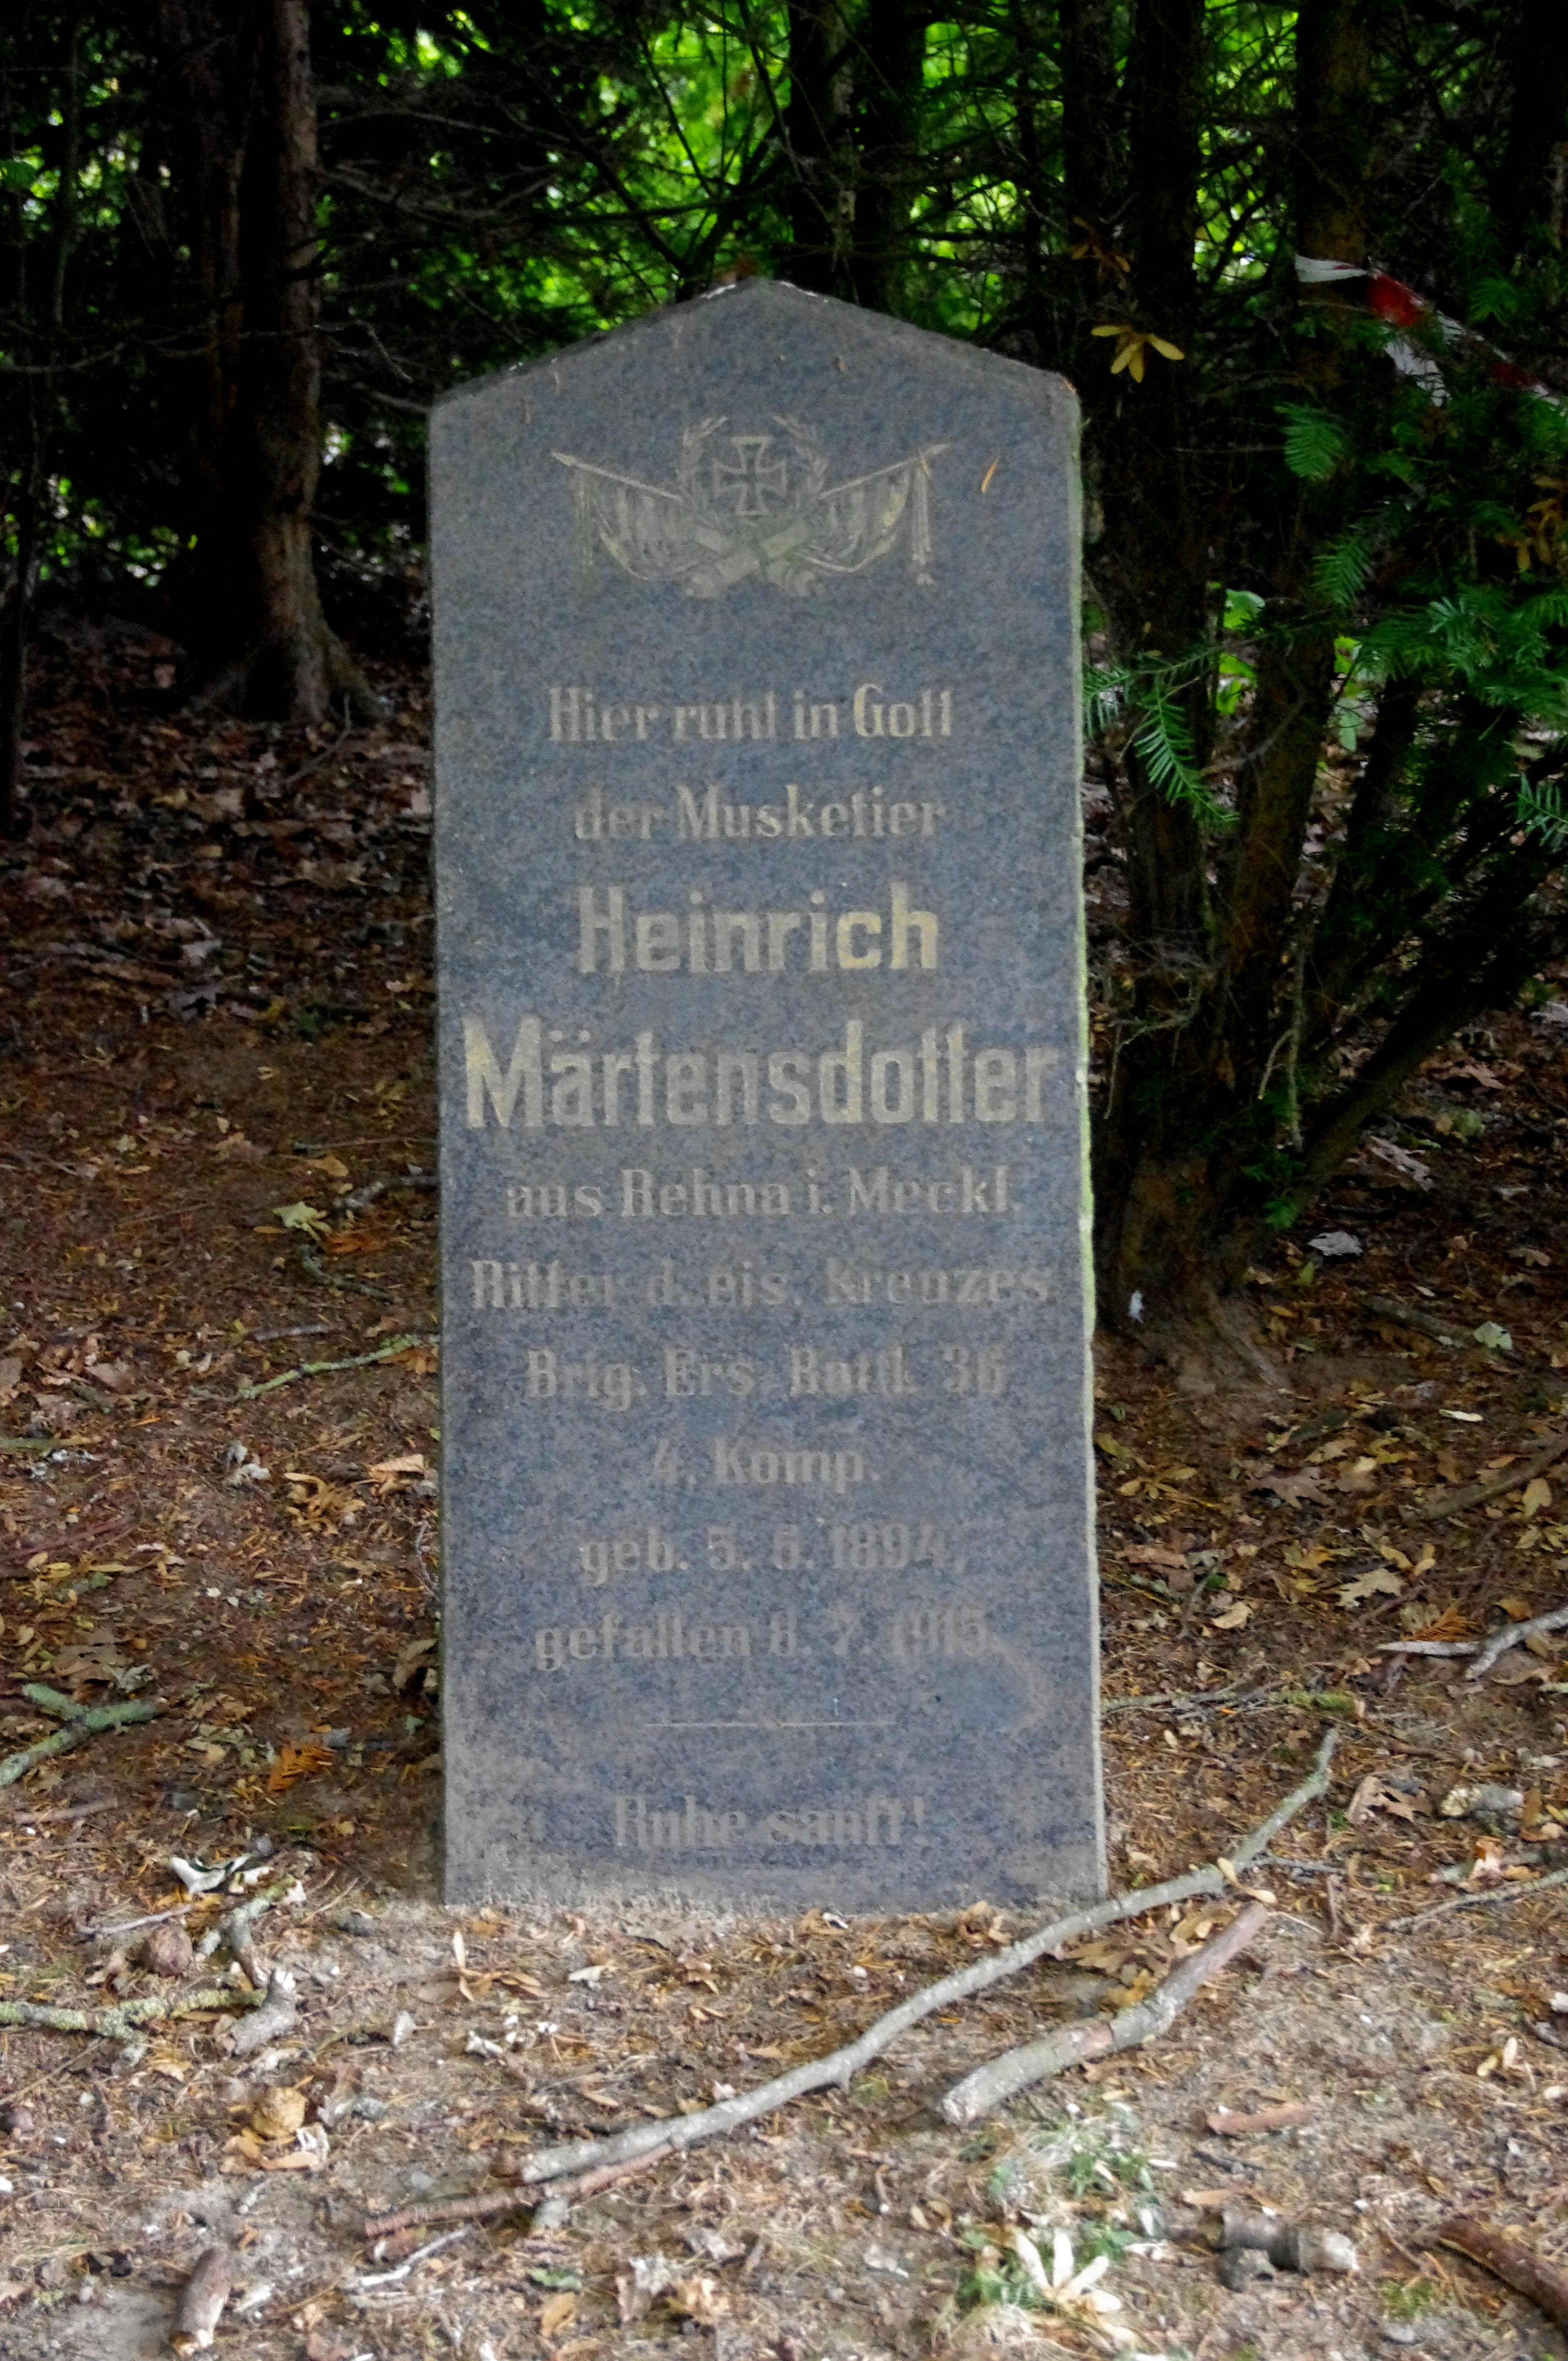 Hier ruht in Gott
der Musketier
Heinrich
Märtensdotter
aus Rehna i. Meckl.
Ritter d. eis. Kreuzes
Brig. Ers. Batl. 36
4. Komp.
geb. 5. 6. 1894,
gefallen 8. 7. 1915
Ruhe sanft!